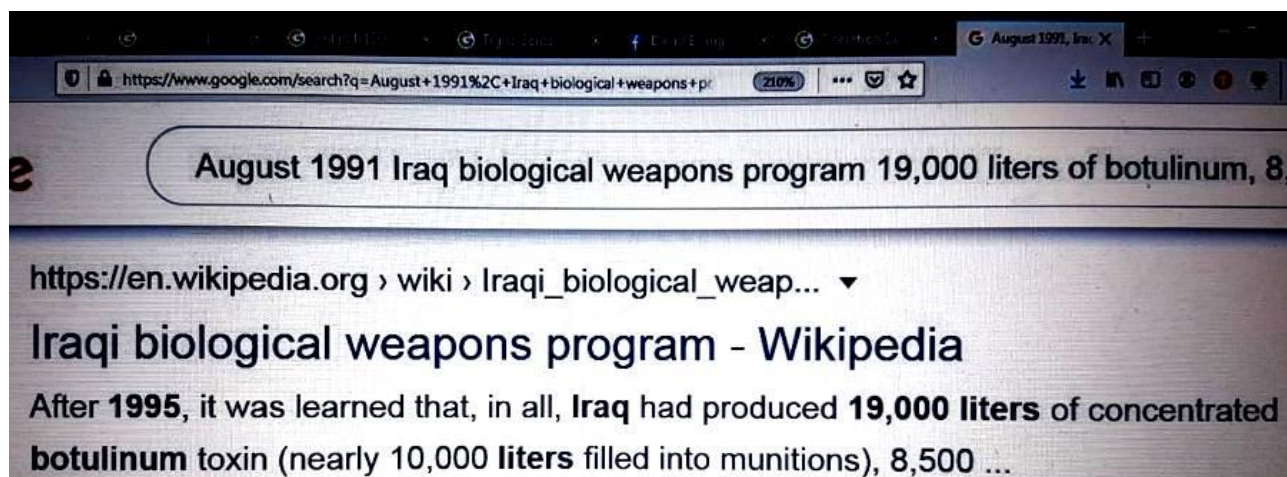 G August 1991, Irac X
https://www.google.com/search?q=August+1991%2C+Iraq+biological+weapons+pr 210%
e August 1991 Iraq biological weapons program 19,000 liters of botulinum, 8,
https://en.wikipedia.org › wiki › Iraqi_biological_weap...
Iraqi biological weapons program - Wikipedia
After 1995, it was learned that, in all, Iraq had produced 19,000 liters of concentrated
botulinum toxin (nearly 10,000 liters filled into munitions), 8,500 ...